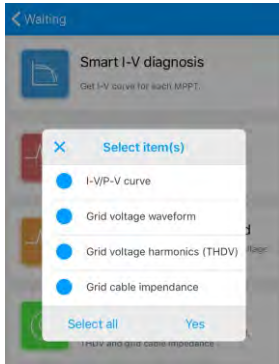 Waiting
Smart I-V diagnosis
Get I-V curve for each MPPT.
Select item(s)
I-V/P-V curve
Grid voltage waveform
Grid voltage harmonics (THDV)
Grid cable impendance
Select all
Yes
THDV and grid cable impedance